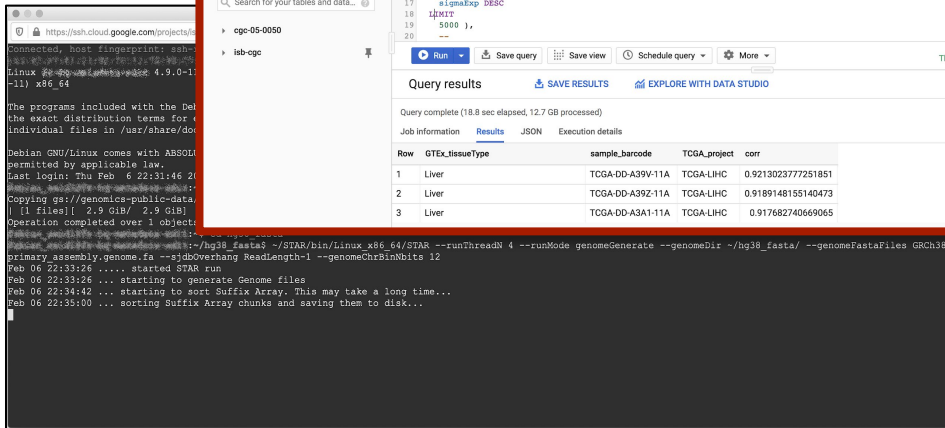 https://ssh.cloud.google.com/projects/is
Connected, host fingerprint: ssh-
Linux 4.9.0-11
-11) x86_64
The programs included with the Deb
the exact distribution terms for e
individual files in /usr/share/doc
Debian GNU/Linux comes with ABSOLU
permitted by applicable law.
Last login: Thu Feb  6 22:31:46 20
Copying gs://genomics-public-data/
| [1 files][  2.9 GiB/  2.9 GiB]
Operation completed over 1 objects
:~/hg38_fasta$ ~/STAR/bin/Linux_x86_64/STAR --runThreadN 4 --runMode genomeGenerate --genomeDir ~/hg38_fasta/ --genomeFastaFiles GRCh38
primary_assembly.genome.fa --sjdbOverhang ReadLength-1 --genomeChrBinNbits 12
Feb 06 22:33:26 ..... started STAR run
Feb 06 22:33:26 ... starting to generate Genome files
Feb 06 22:34:42 ... starting to sort Suffix Array. This may take a long time...
Feb 06 22:35:00 ... sorting Suffix Array chunks and saving them to disk...
Search for your tables and data...
cgc-05-0050
isb-cgc
17 sigmaExp DESC
18 LIMIT
19 5000 ),
20 --
Run Save query Save view Schedule query More
Query results SAVE RESULTS EXPLORE WITH DATA STUDIO
Query complete (18.8 sec elapsed, 12.7 GB processed)
Job information Results JSON Execution details
Row GTEx_tissueType sample_barcode TCGA_project corr
1 Liver TCGA-DD-A39V-11A TCGA-LIHC 0.9213023777251851
2 Liver TCGA-DD-A39Z-11A TCGA-LIHC 0.9189148155140473
3 Liver TCGA-DD-A3A1-11A TCGA-LIHC 0.917682740669065